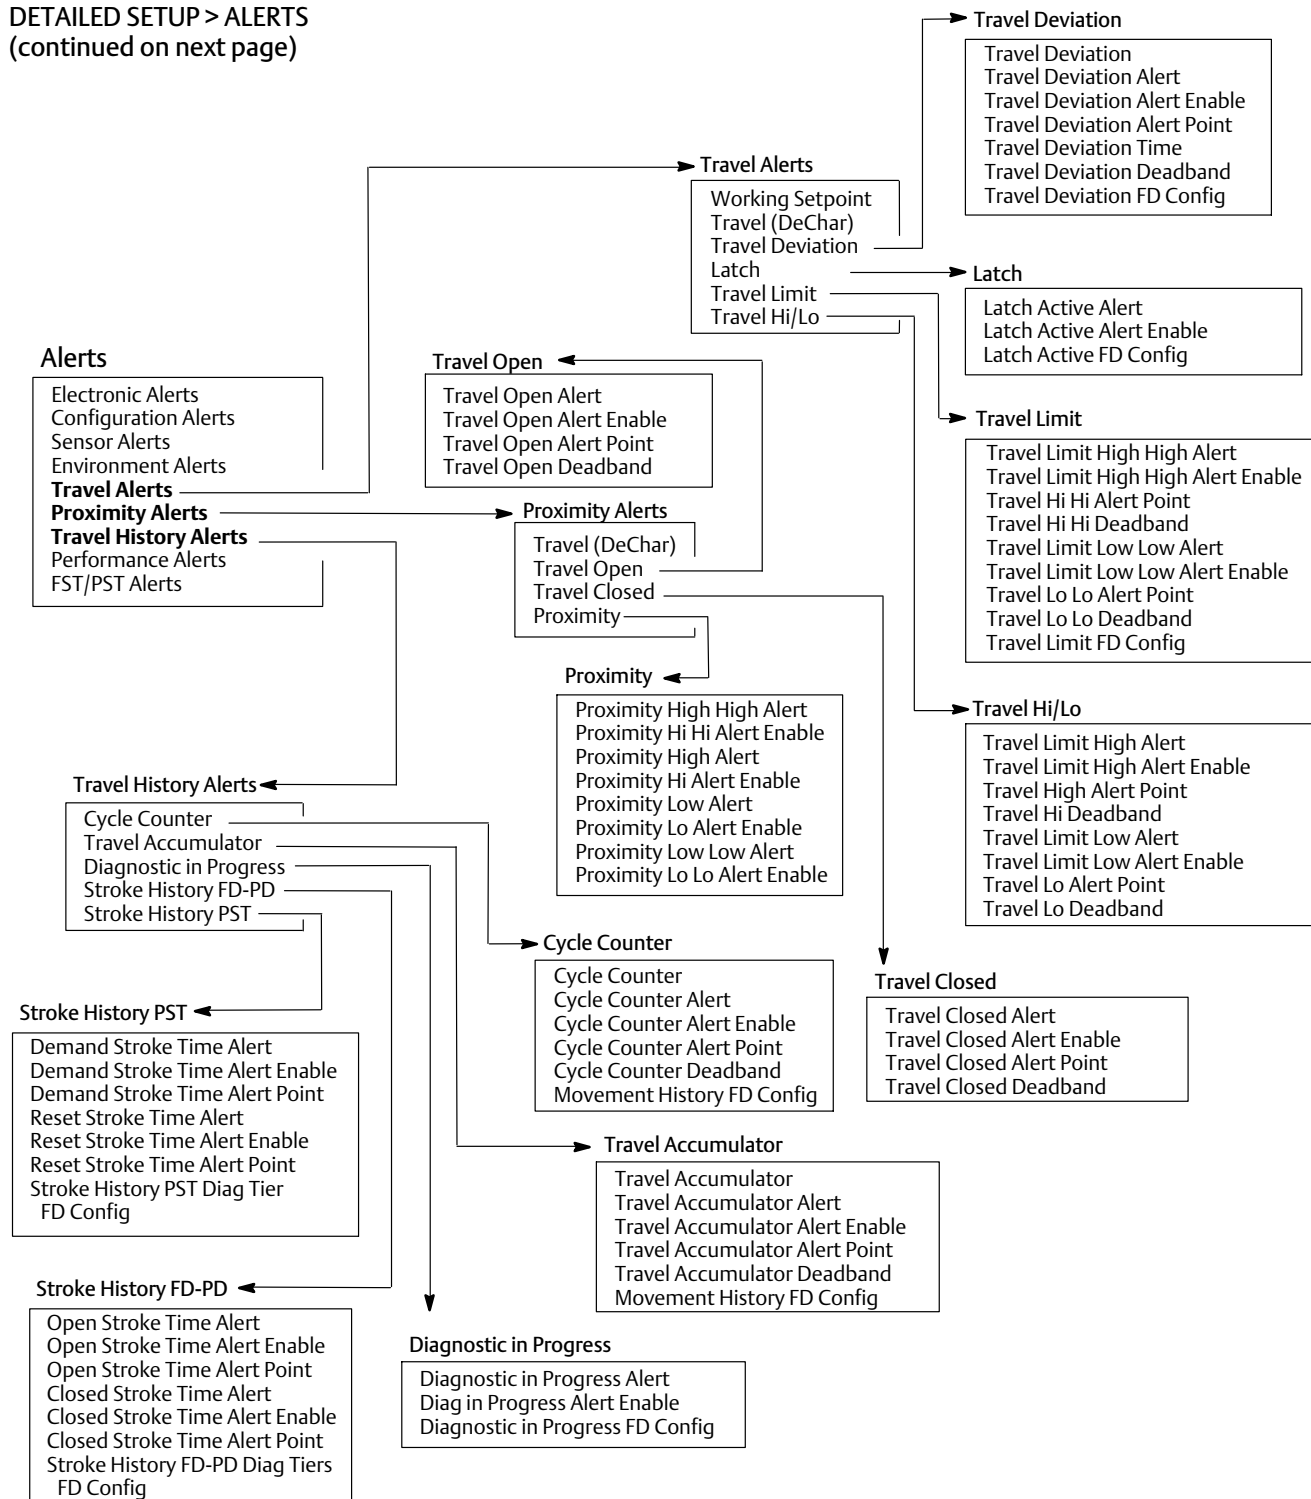 DETAILED SETUP > ALERTS
(continued on next page)
Travel Deviation
Travel Deviation
Travel Deviation Alert
Travel Deviation Alert Enable
Travel Deviation Alert Point
Travel Deviation Time
Travel Deviation Deadband
Travel Deviation FD Config
Travel Alerts
Working Setpoint
Travel (DeChar)
Travel Deviation
Latch
Travel Limit
Travel Hi/Lo
Latch
Latch Active Alert
Latch Active Alert Enable
Latch Active FD Config
Alerts
Electronic Alerts
Configuration Alerts
Sensor Alerts
Environment Alerts
Travel Alerts
Proximity Alerts
Travel History Alerts
Performance Alerts
FST/PST Alerts
Travel Open
Travel Open Alert
Travel Open Alert Enable
Travel Open Alert Point
Travel Open Deadband
Travel Limit
Travel Limit High High Alert
Travel Limit High High Alert Enable
Travel Hi Hi Alert Point
Travel Hi Hi Deadband
Travel Limit Low Low Alert
Travel Limit Low Low Alert Enable
Travel Lo Lo Alert Point
Travel Lo Lo Deadband
Travel Limit FD Config
Proximity Alerts
Travel (DeChar)
Travel Open
Travel Closed
Proximity
Proximity
Proximity High High Alert
Proximity Hi Hi Alert Enable
Proximity High Alert
Proximity Hi Alert Enable
Proximity Low Alert
Proximity Lo Alert Enable
Proximity Low Low Alert
Proximity Lo Lo Alert Enable
Travel Hi/Lo
Travel Limit High Alert
Travel Limit High Alert Enable
Travel High Alert Point
Travel Hi Deadband
Travel Limit Low Alert
Travel Limit Low Alert Enable
Travel Lo Alert Point
Travel Lo Deadband
Travel History Alerts
Cycle Counter
Travel Accumulator
Diagnostic in Progress
Stroke History FD-PD
Stroke History PST
Cycle Counter
Cycle Counter
Cycle Counter Alert
Cycle Counter Alert Enable
Cycle Counter Alert Point
Cycle Counter Deadband
Movement History FD Config
Travel Closed
Travel Closed Alert
Travel Closed Alert Enable
Travel Closed Alert Point
Travel Closed Deadband
Stroke History PST
Demand Stroke Time Alert
Demand Stroke Time Alert Enable
Demand Stroke Time Alert Point
Reset Stroke Time Alert
Reset Stroke Time Alert Enable
Reset Stroke Time Alert Point
Stroke History PST Diag Tier
FD Config
Travel Accumulator
Travel Accumulator
Travel Accumulator Alert
Travel Accumulator Alert Enable
Travel Accumulator Alert Point
Travel Accumulator Deadband
Movement History FD Config
Stroke History FD-PD
Open Stroke Time Alert
Open Stroke Time Alert Enable
Open Stroke Time Alert Point
Closed Stroke Time Alert
Closed Stroke Time Alert Enable
Closed Stroke Time Alert Point
Stroke History FD-PD Diag Tiers
FD Config
Diagnostic in Progress
Diagnostic in Progress Alert
Diag in Progress Alert Enable
Diagnostic in Progress FD Config